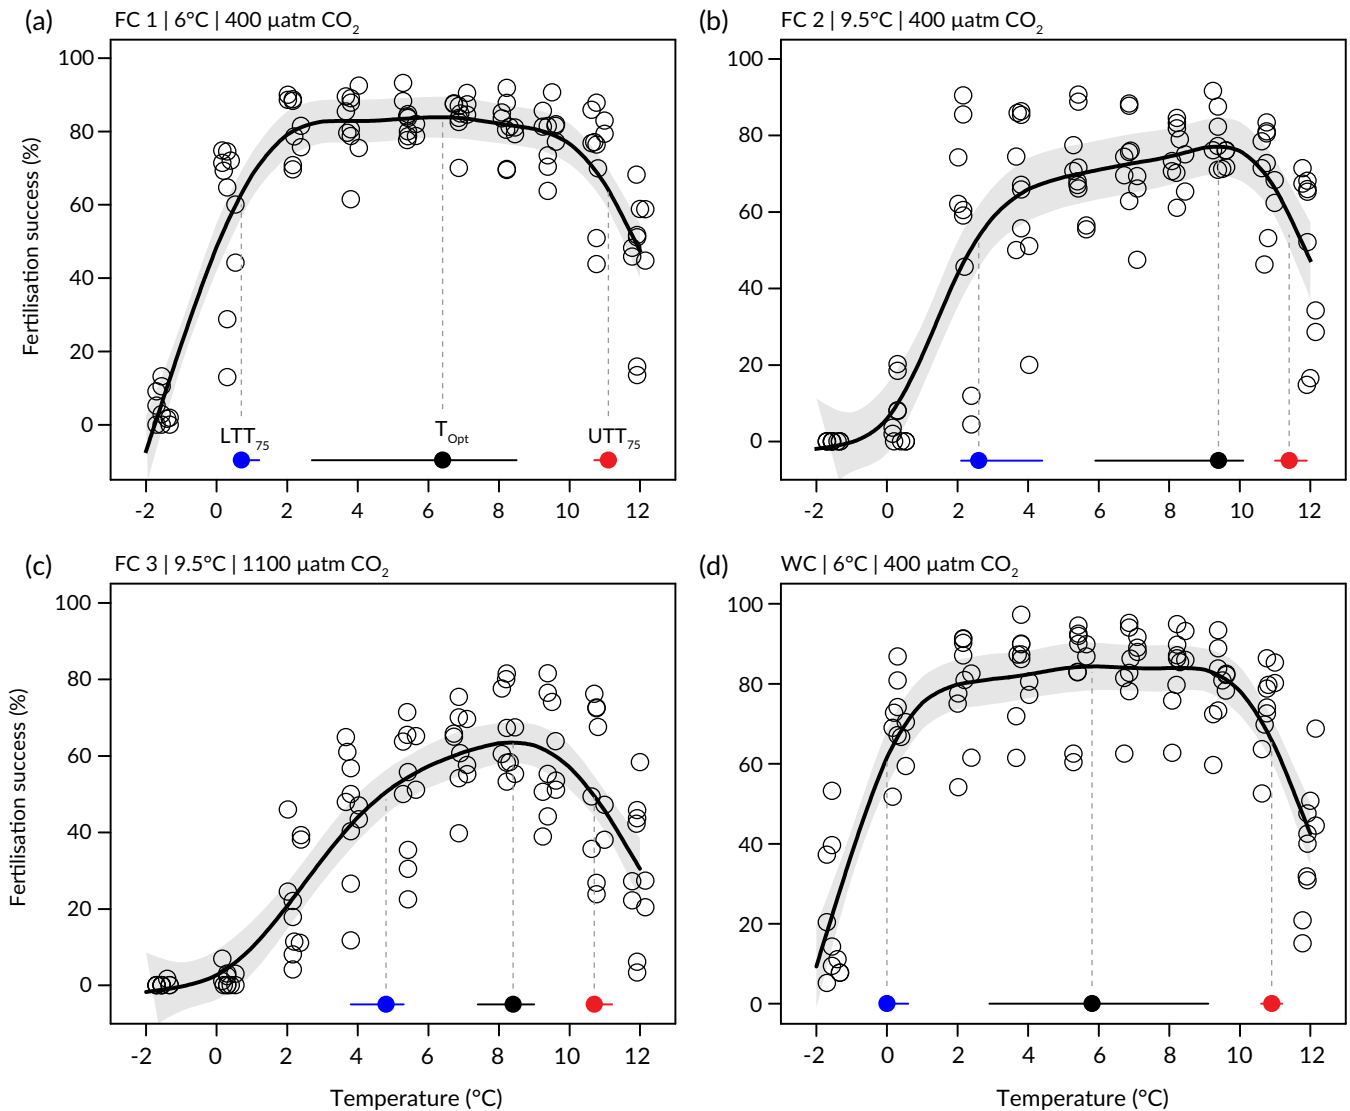 (a) FC 1 | 6°C | 400 µatm CO₂
100
80
60
40
20
0
Fertilisation success (%)
LTT₇₅ T_Opt UTT₇₅
-2 0 2 4 6 8 10 12
(b) FC 2 | 9.5°C | 400 µatm CO₂
100
80
60
40
20
0
-2 0 2 4 6 8 10 12
(c) FC 3 | 9.5°C | 1100 µatm CO₂
100
80
60
40
20
0
Fertilisation success (%)
-2 0 2 4 6 8 10 12
Temperature (°C)
(d) WC | 6°C | 400 µatm CO₂
100
80
60
40
20
0
-2 0 2 4 6 8 10 12
Temperature (°C)